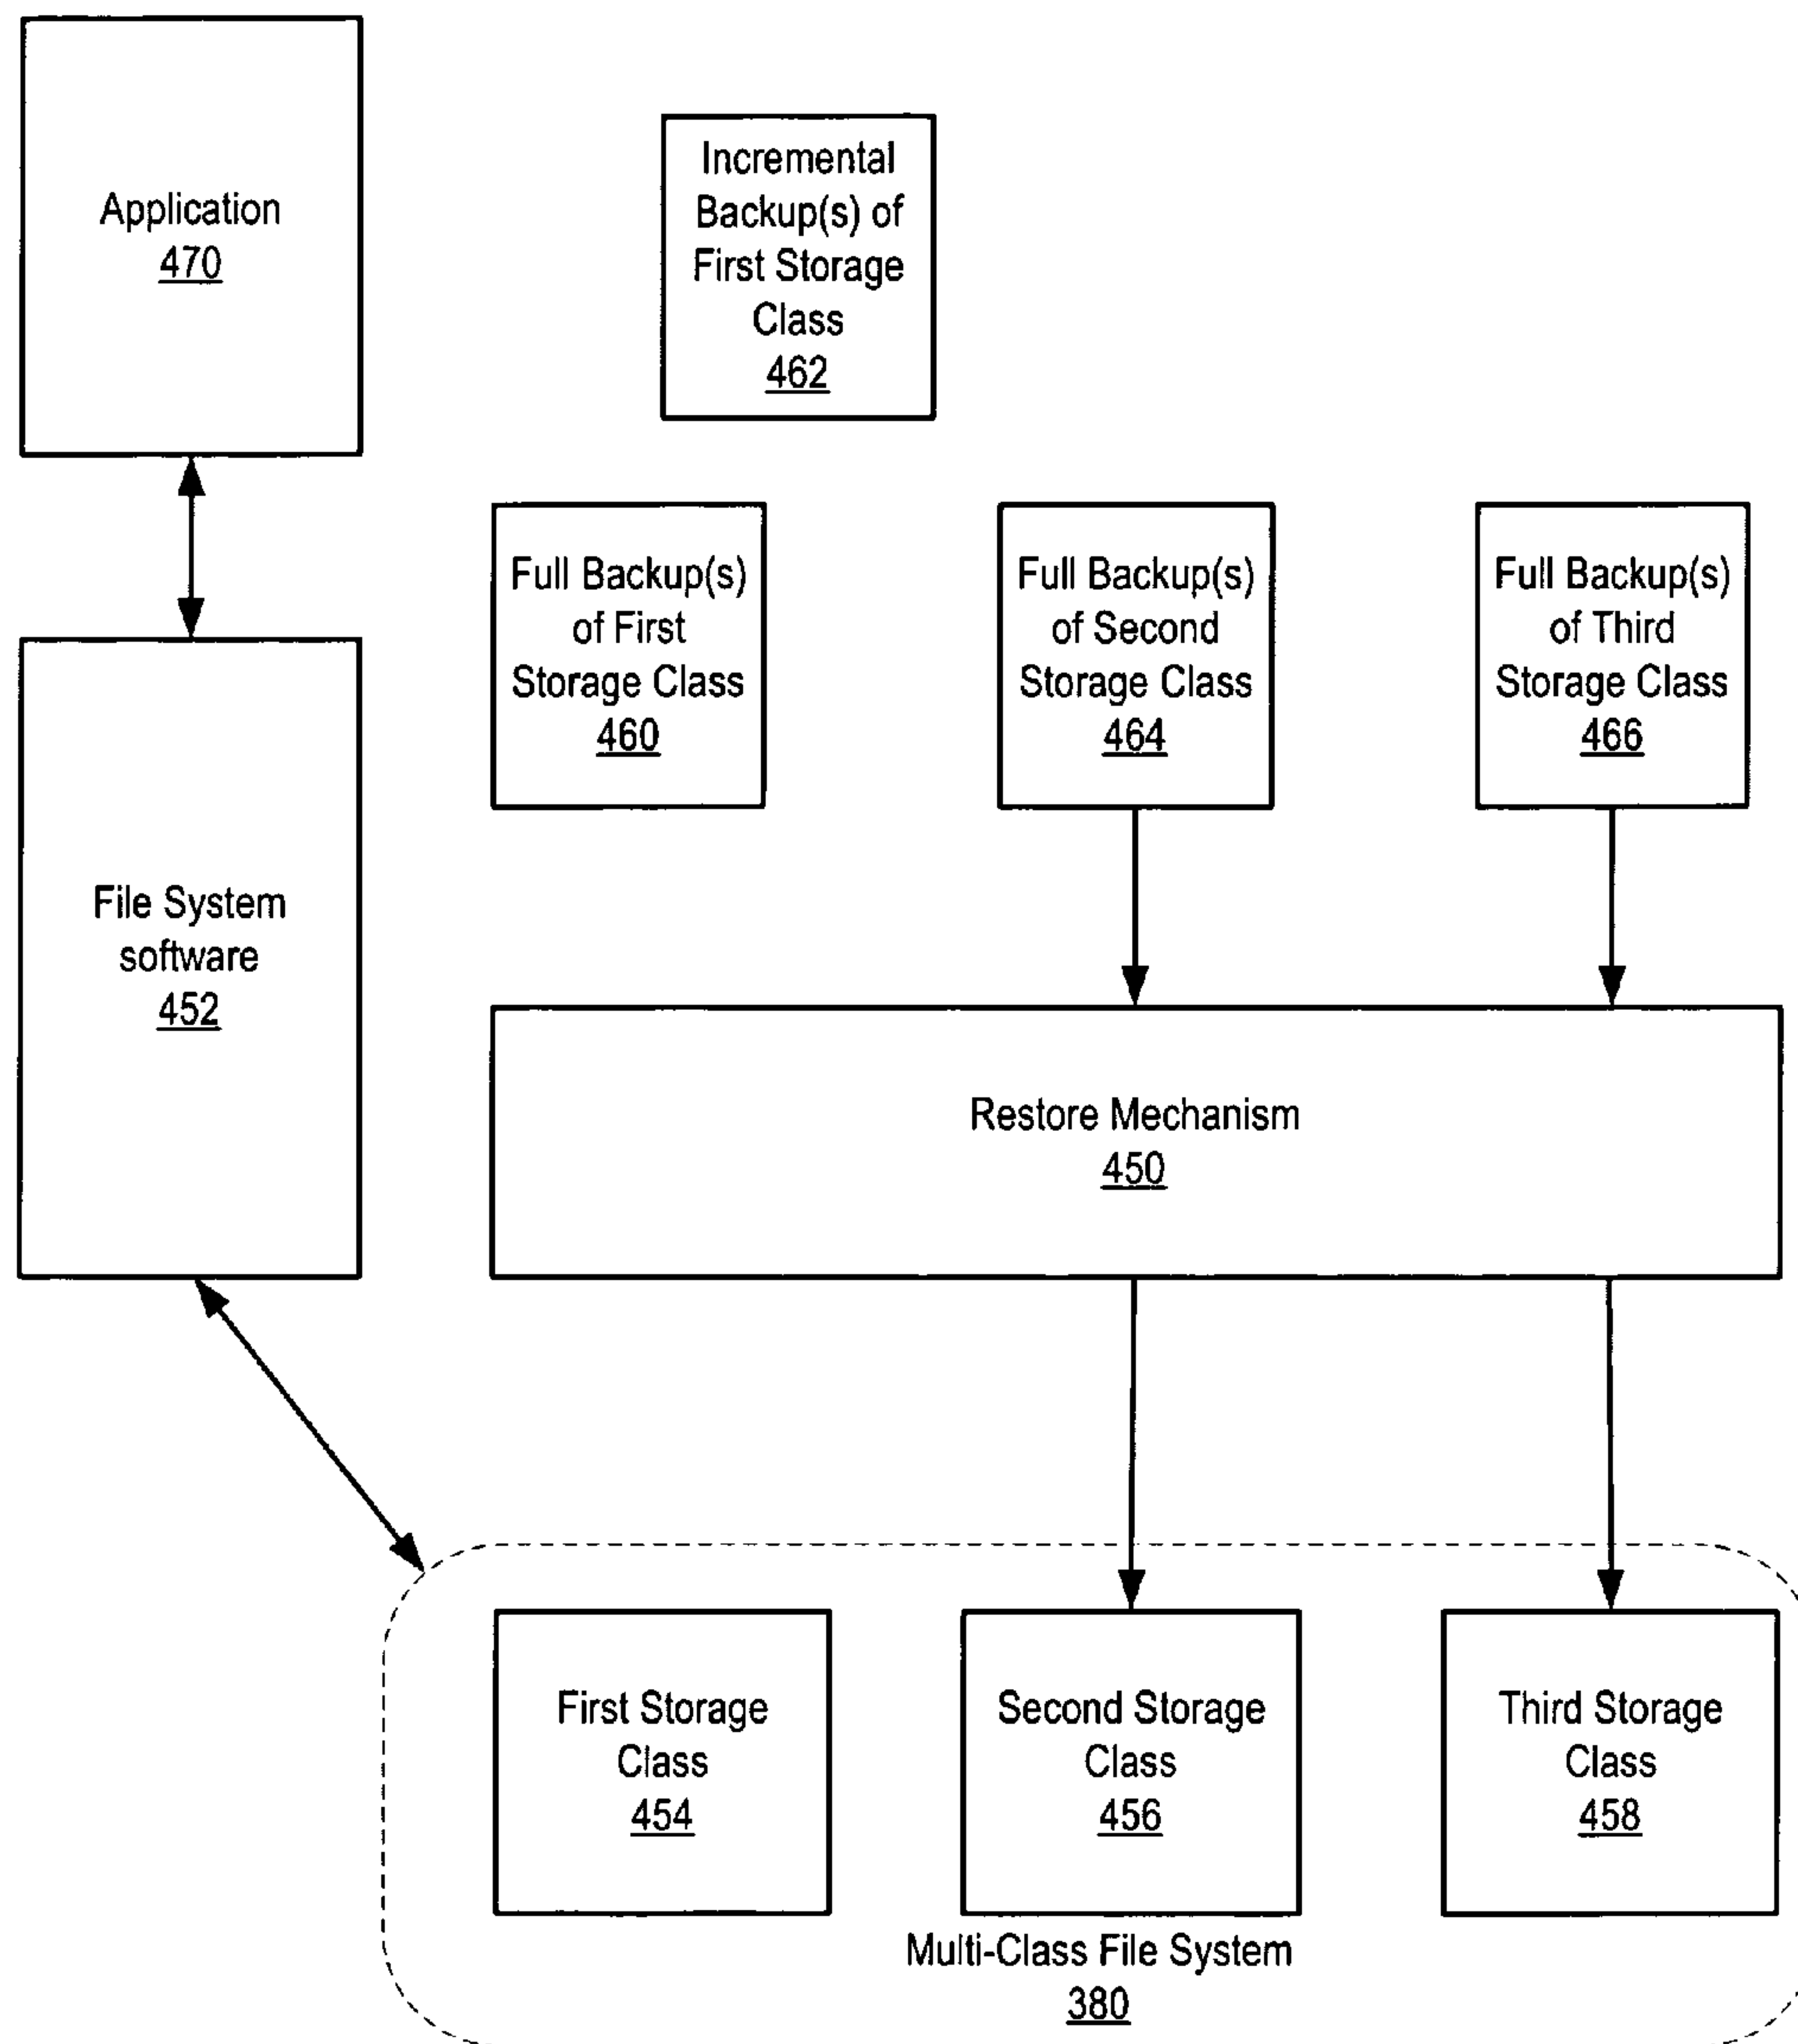 Application
470
Incremental
Backup(s) of
First Storage
Class
462
Full Backup(s)
of First
Storage Class
460
Full Backup(s)
of Second
Storage Class
464
Full Backup(s)
of Third
Storage Class
466
File System
software
452
Restore Mechanism
450
First Storage
Class
454
Second Storage
Class
456
Third Storage
Class
458
Multi-Class File System
380